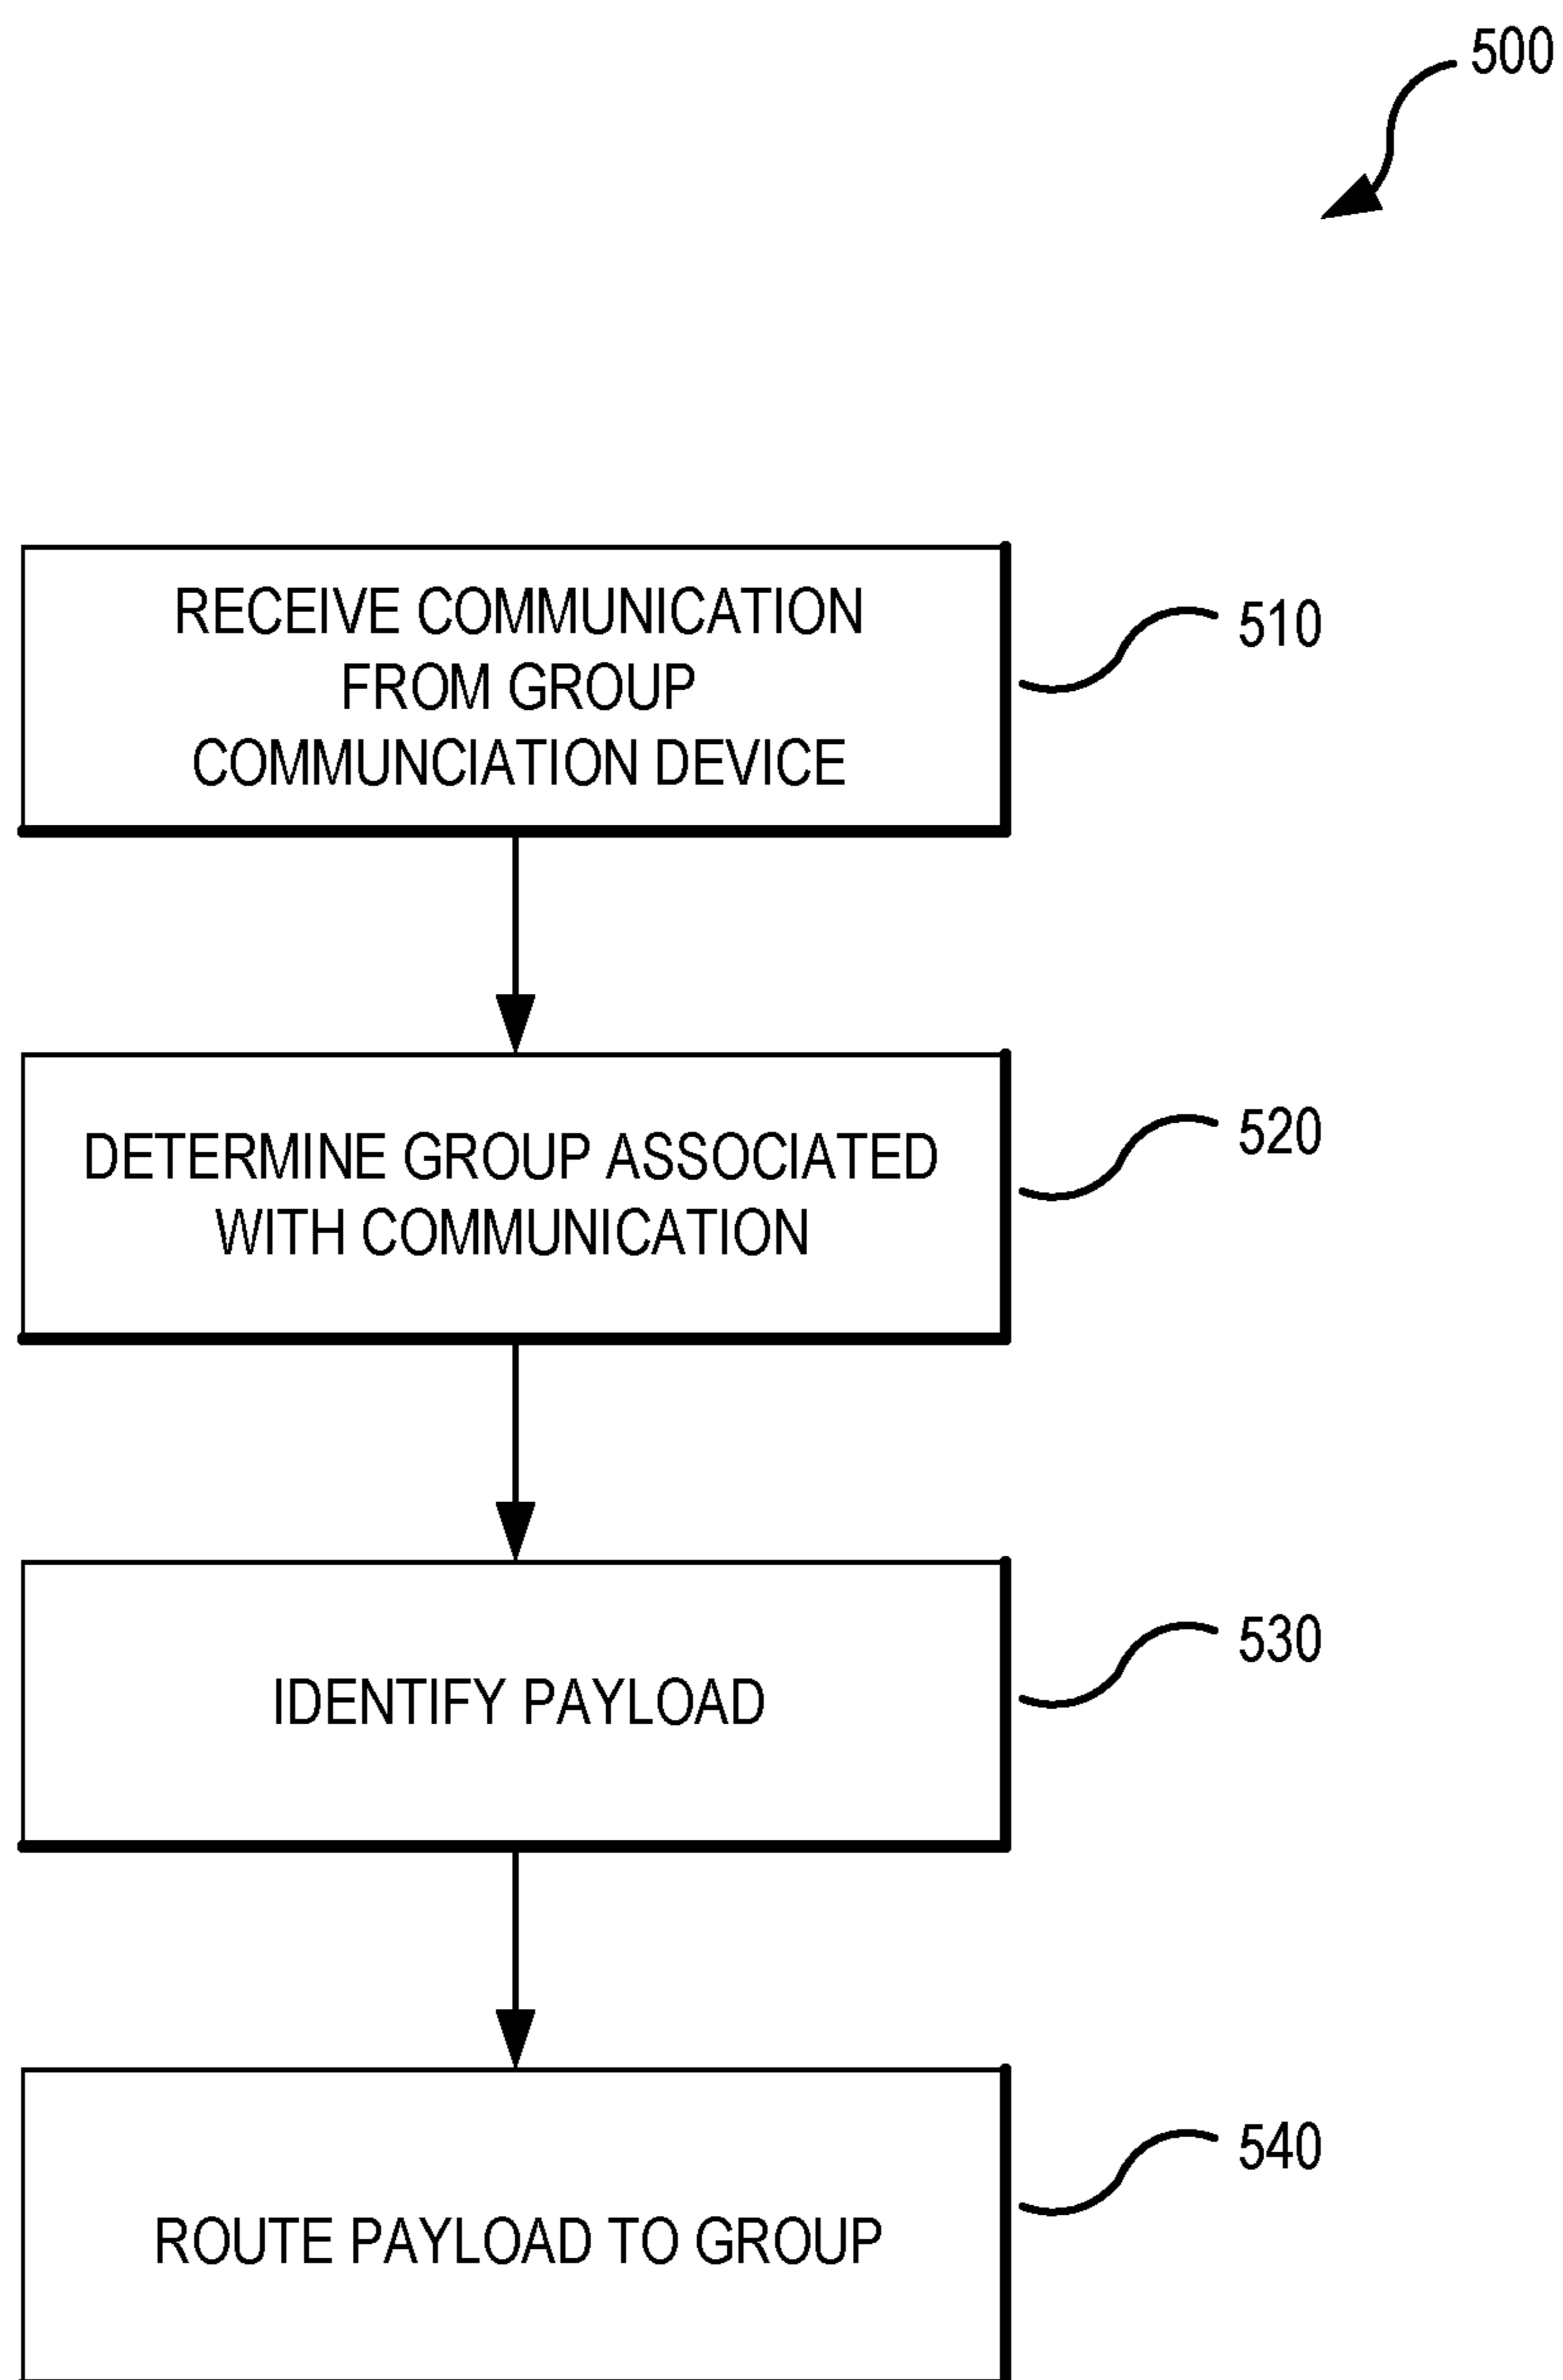 500
RECEIVE COMMUNICATION
FROM GROUP
COMMUNCIATION DEVICE
510
DETERMINE GROUP ASSOCIATED
WITH COMMUNICATION
520
IDENTIFY PAYLOAD
530
ROUTE PAYLOAD TO GROUP
540